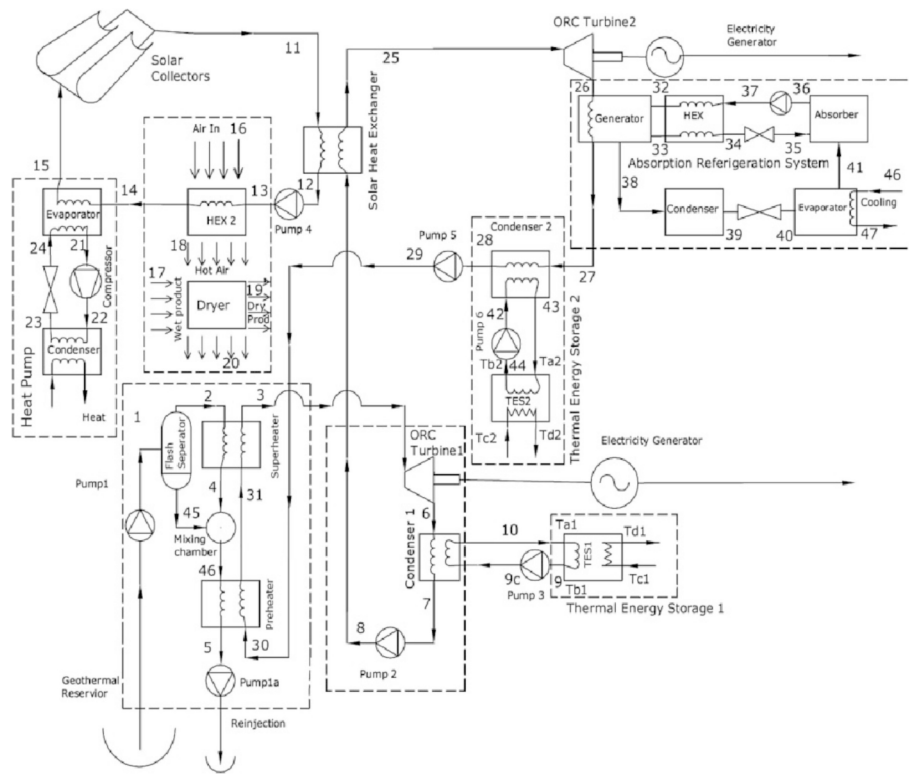 ORC Turbine2
Electricity
Generator
11
25
Solar
Collectors
Solar Heat Exchanger
26
32
37
36
Generator
HEX
Absorber
33
34
35
Absorption Referigeration System
41
46
38
Condenser
39
Evaporator
40
Cooling
47
Air In
16
15
14
13
12
HEX 2
Pump 4
Evaporator
24
21
Compressor
23
22
Condenser
Heat Pump
Heat
18
Hot Air
17
Wet product
Dryer
19
Dry
Prod.
20
Pump 5
29
28
Condenser 2
27
42
43
Pump 6
Tb2
44
Ta2
TES2
Tc2
Td2
Thermal Energy Storage 2
1
2
3
Flash
Seperator
Superheater
4
31
Pump1
45
Mixing
chamber
46
Preheater
5
30
Pump1a
Geothermal
Reservior
Reinjection
ORC
Turbine1
Electricity Generator
6
Condenser 1
10
7
8
Pump 2
9c
Pump 3
9
Ta1
Tb1
TES1
Td1
Tc1
Thermal Energy Storage 1